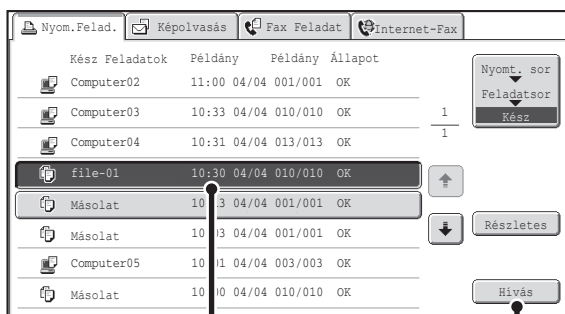 Nyom.Felad. Képolvasás Fax Feladat Internet-Fax
Kész Feladatok Példány Példány Állapot
Computer02 11:00 04/04 001/001 OK
Computer03 10:33 04/04 010/010 OK
Computer04 10:31 04/04 013/013 OK
file-01 10:30 04/04 010/010 OK
Másolat 04/04 001/001 OK
Másolat 04/04 001/001 OK
Computer05 04/04 003/003 OK
Másolat 04/04 010/010 OK
1
1
Nyomt. sor
Feladatsor
Kész
Részletes
Hívás